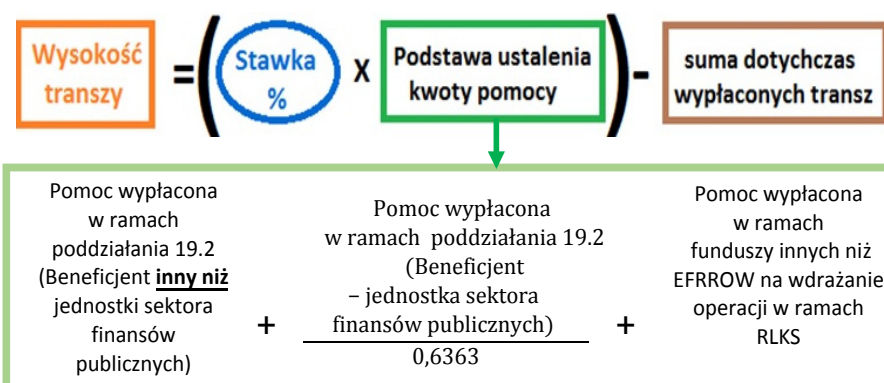 Wysokość
transzy
=
(
Stawka
%
X
Podstawa ustalenia
kwoty pomocy
)
-
suma dotychczas
wypłaconych transz
Pomoc wypłacona
w ramach
poddziałania 19.2
(Beneficjent inny niż
jednostki sektora
finansów
publicznych)
+
Pomoc wypłacona
w ramach poddziałania 19.2
(Beneficjent
– jednostka sektora
finansów publicznych)
0,6363
+
Pomoc wypłacona
w ramach
funduszy innych niż
EFRROW na wdrażanie
operacji w ramach
RLKS